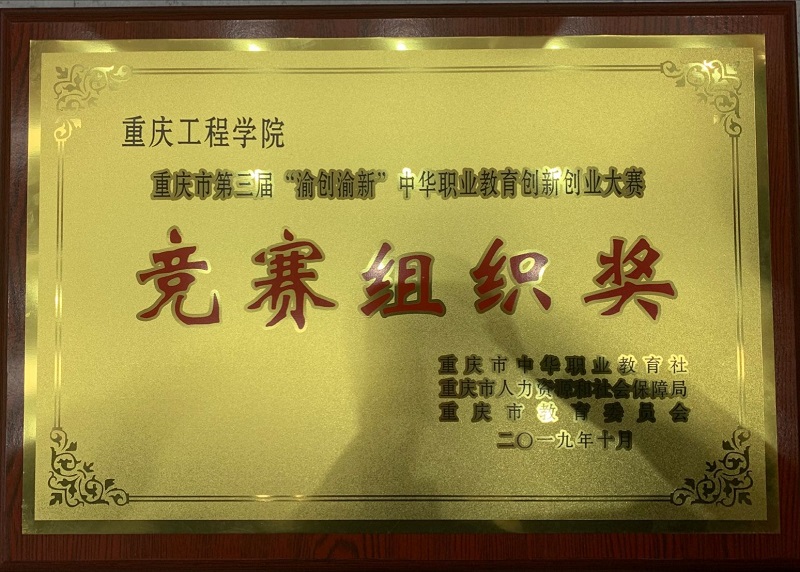 重庆工程学院
重庆市第三届“渝创渝新”中华职业教育创新创业大赛
竞赛组织奖
重庆市中华职业教育社
重庆市人力资源和社会保障局
重庆市教育委员会
二〇一九年十月